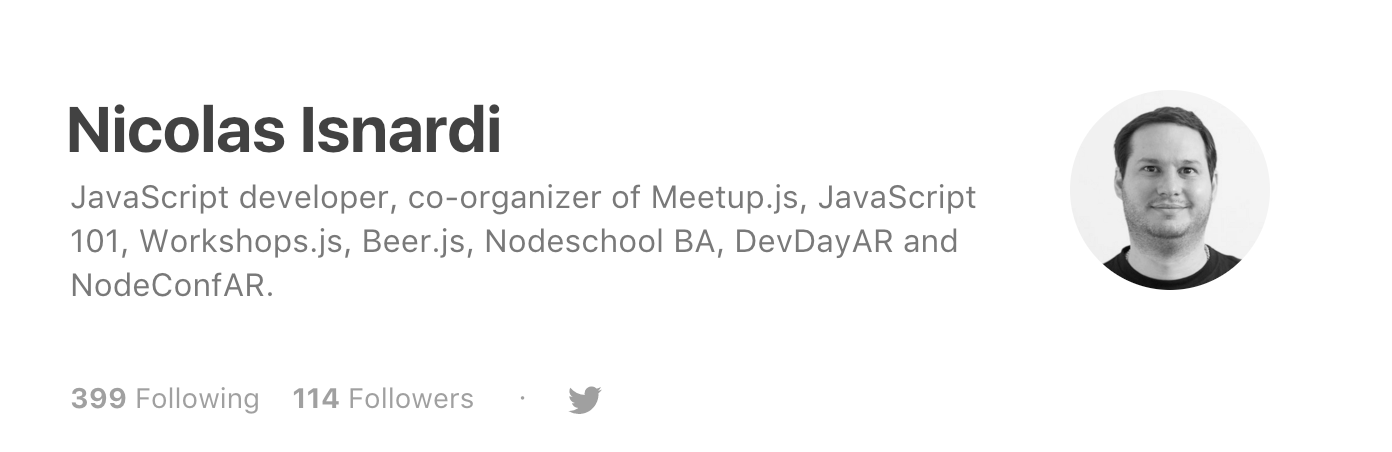 Nicolas Isnardi
JavaScript developer, co-organizer of Meetup.js, JavaScript
101, Workshops.js, Beer.js, Nodeschool BA, DevDayAR and
NodeConfAR.
399 Following 114 Followers ·